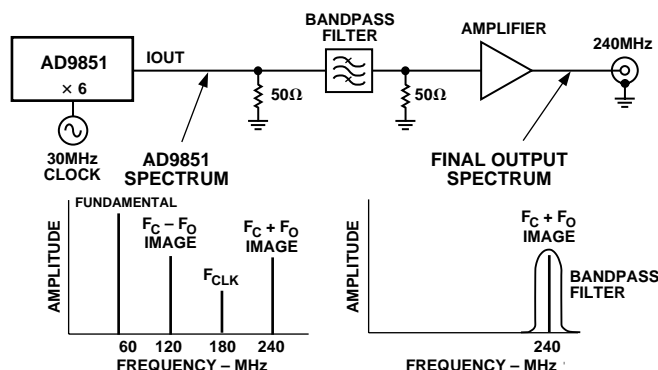 AD9851
× 6
IOUT
BANDPASS
FILTER
AMPLIFIER
240MHz
50Ω
50Ω
30MHz
CLOCK
AD9851
SPECTRUM
FINAL OUTPUT
SPECTRUM
AMPLITUDE
FUNDAMENTAL
FC – FO
IMAGE
FCLK
FC + FO
IMAGE
60 120 180 240
FREQUENCY – MHz
AMPLITUDE
FC + FO
IMAGE
BANDPASS
FILTER
240
FREQUENCY – MHz